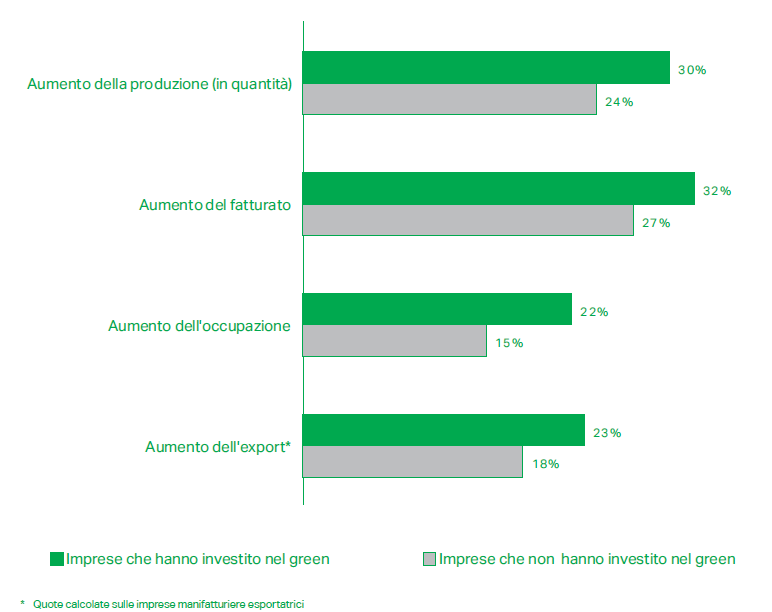 Aumento della produzione (in quantità)
30%
24%
Aumento del fatturato
32%
27%
Aumento dell'occupazione
22%
15%
Aumento dell'export*
23%
18%
Imprese che hanno investito nel green
Imprese che non hanno investito nel green
* Quote calcolate sulle imprese manifatturiere esportatrici